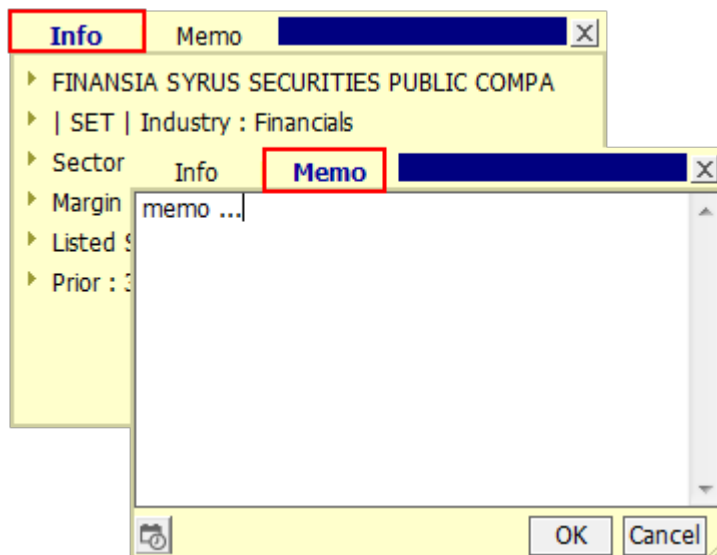 Info Memo
FINANSIA SYRUS SECURITIES PUBLIC COMPA
| SET | Industry : Financials
Sector
Margin
Listed
Prior :
Info Memo
memo ...
OK Cancel